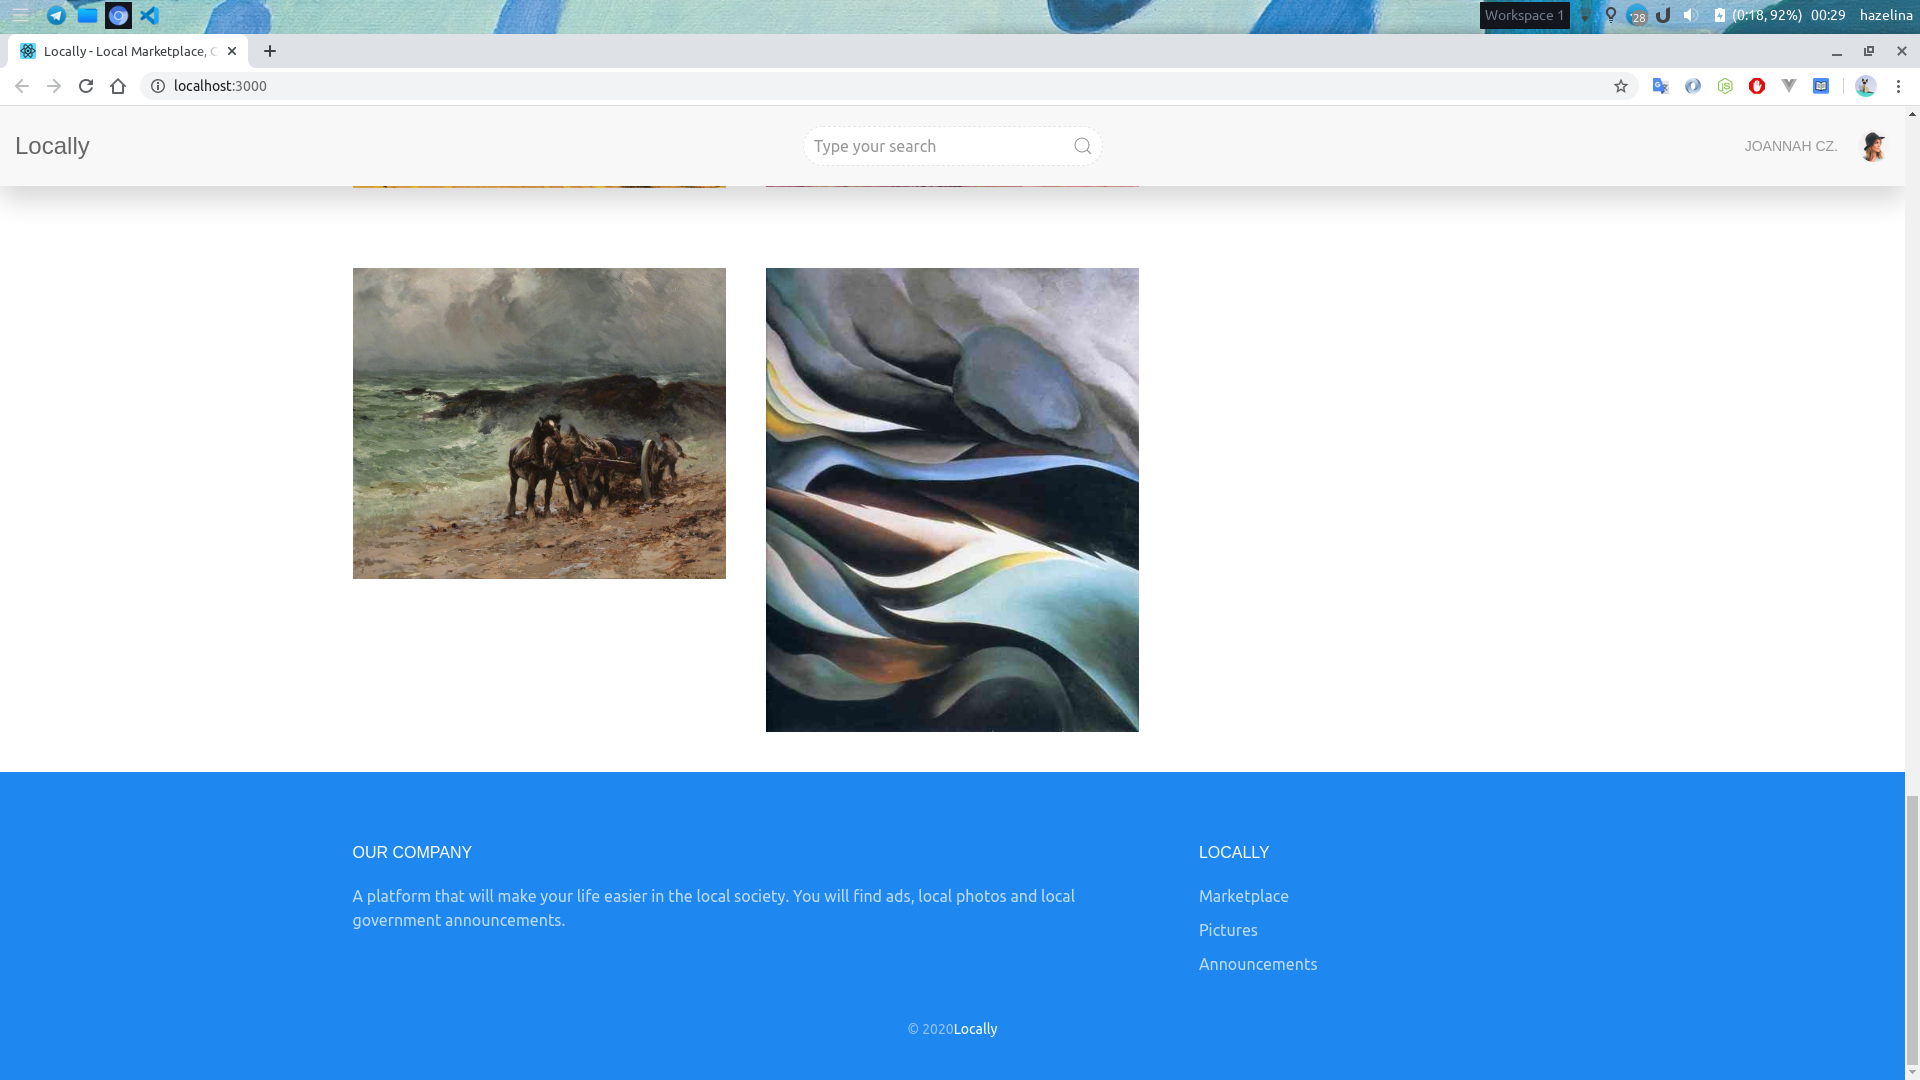 Workspace 1
128
(0:18, 92%) 00:29 hazelina
Locally - Local Marketplace,
localhost:3000
Locally
Type your search
JOANNAH CZ.
OUR COMPANY
A platform that will make your life easier in the local society. You will find ads, local photos and local
government announcements.
LOCALLY
Marketplace
Pictures
Announcements
© 2020Locally